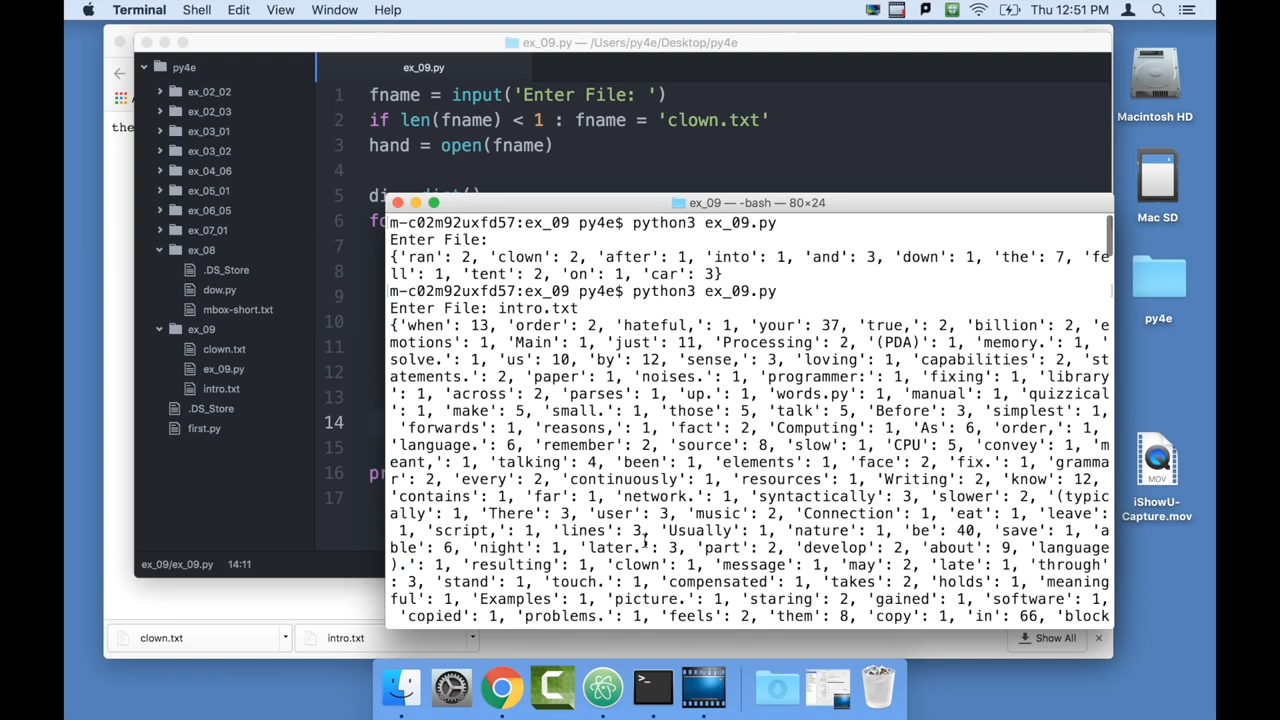 Terminal Shell Edit View Window Help Thu 12:51 PM
ex_09.py — /Users/py4e/Desktop/py4e
py4e
ex_02_02
ex_02_03
ex_03_01
ex_03_02
ex_04_06
ex_05_01
ex_06_05
ex_07_01
ex_08
.DS_Store
dow.py
mbox-short.txt
ex_09
clown.txt
ex_09.py
intro.txt
.DS_Store
first.py
the
ex_09.py
1 fname = input('Enter File: ')
2 if len(fname) < 1 : fname = 'clown.txt'
3 hand = open(fname)
4
5
6
7
8
9
10
11
12
13
14
15
16
17
ex_09/ex_09.py 14:11
ex_09 — -bash — 80×24
m-c02m92uxfd57:ex_09 py4e$ python3 ex_09.py
Enter File:
{'ran': 2, 'clown': 2, 'after': 1, 'into': 1, 'and': 3, 'down': 1, 'the': 7, 'fe
ll': 1, 'tent': 2, 'on': 1, 'car': 3}
m-c02m92uxfd57:ex_09 py4e$ python3 ex_09.py
Enter File: intro.txt
{'when': 13, 'order': 2, 'hateful,': 1, 'your': 37, 'true,': 2, 'billion': 2, 'e
motions': 1, 'Main': 1, 'just': 11, 'Processing': 2, '(PDA)': 1, 'memory.': 1, '
solve.': 1, 'us': 10, 'by': 12, 'sense,': 3, 'loving': 1, 'capabilities': 2, 'st
atements.': 2, 'paper': 1, 'noises.': 1, 'programmer:': 1, 'fixing': 1, 'library
': 1, 'across': 2, 'parses': 1, 'up.': 1, 'words.py': 1, 'manual': 1, 'quizzical
': 1, 'make': 5, 'small.': 1, 'those': 5, 'talk': 5, 'Before': 3, 'simplest': 1,
 'forwards': 1, 'reasons,': 1, 'fact': 2, 'Computing': 1, 'As': 6, 'order,': 1,
'language.': 6, 'remember': 2, 'source': 8, 'slow': 1, 'CPU': 5, 'convey': 1, 'm
eant,': 1, 'talking': 4, 'been': 1, 'elements': 1, 'face': 2, 'fix.': 1, 'gramma
r': 2, 'every': 2, 'continuously': 1, 'resources': 1, 'Writing': 2, 'know': 12,
'contains': 1, 'far': 1, 'network.': 1, 'syntactically': 3, 'slower': 2, '(typic
ally': 1, 'There': 3, 'user': 3, 'music': 2, 'Connection': 1, 'eat': 1, 'leave':
 1, 'script,': 1, 'lines': 3, 'Usually': 1, 'nature': 1, 'be': 40, 'save': 1, 'a
ble': 6, 'night': 1, 'later.': 3, 'part': 2, 'develop': 2, 'about': 9, 'language
).': 1, 'resulting': 1, 'clown': 1, 'message': 1, 'may': 2, 'late': 1, 'through'
: 3, 'stand': 1, 'touch.': 1, 'compensated': 1, 'takes': 2, 'holds': 1, 'meaning
ful': 1, 'Examples': 1, 'picture.': 1, 'staring': 2, 'gained': 1, 'software': 1,
 'copied': 1, 'problems.': 1, 'feels': 2, 'them': 8, 'copy': 1, 'in': 66, 'block
clown.txt intro.txt Show All
Macintosh HD
Mac SD
py4e
MOV
iShowU-
Capture.mov